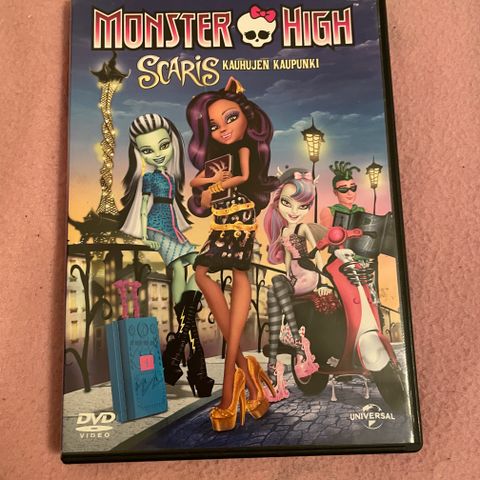 MONSTER HIGH
SCARIS KAUHUJEN KAUPUNKI
DVD
VIDEO
UNIVERSAL